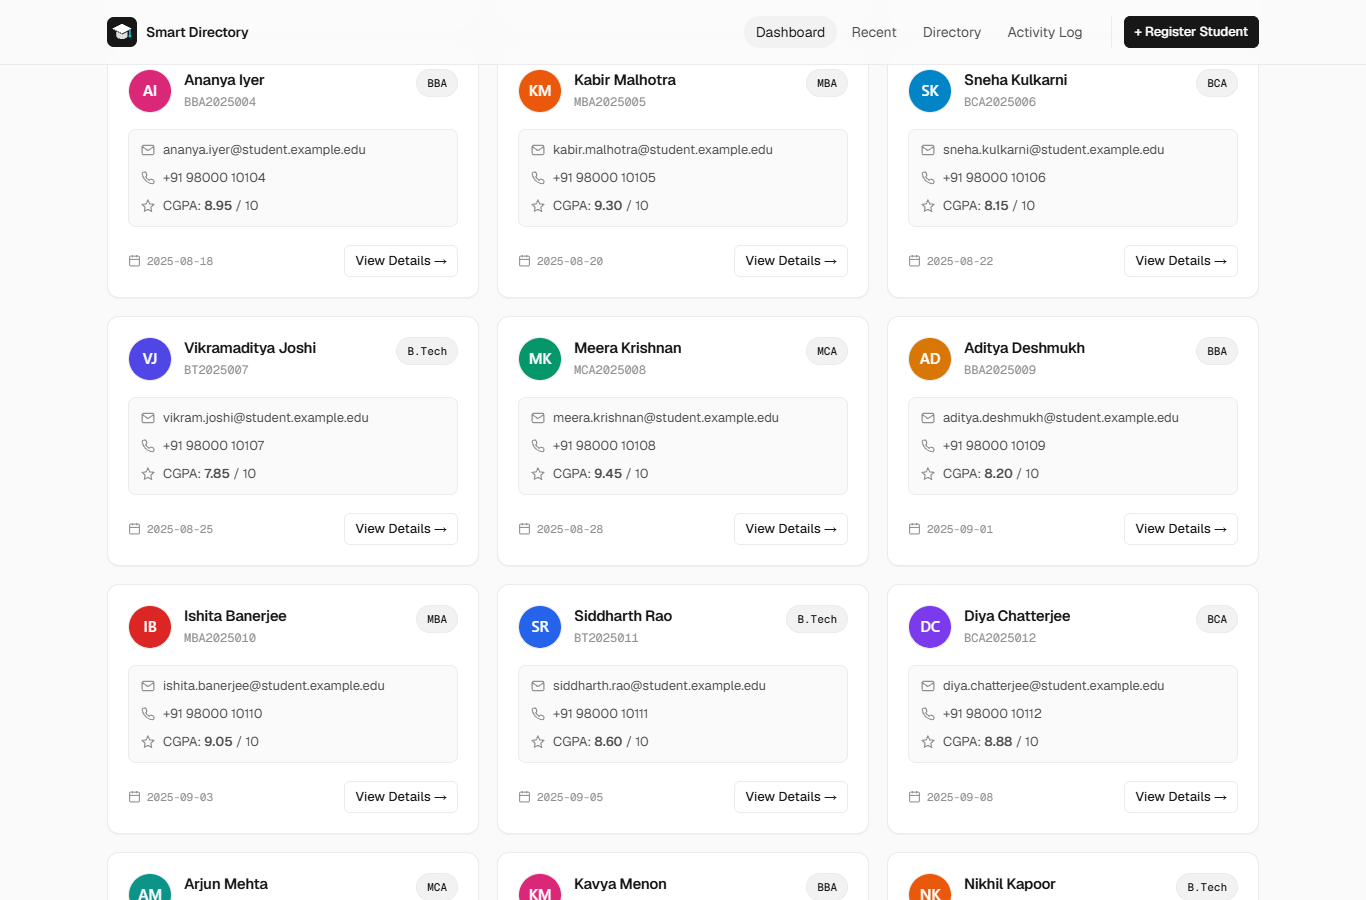 Smart Directory
Dashboard Recent Directory Activity Log + Register Student
AI Ananya Iyer BBA
BBA2025004
ananya.iyer@student.example.edu
+91 98000 10104
CGPA: 8.95 / 10
2025-08-18 View Details →
KM Kabir Malhotra MBA
MBA2025005
kabir.malhotra@student.example.edu
+91 98000 10105
CGPA: 9.30 / 10
2025-08-20 View Details →
SK Sneha Kulkarni BCA
BCA2025006
sneha.kulkarni@student.example.edu
+91 98000 10106
CGPA: 8.15 / 10
2025-08-22 View Details →
VJ Vikramaditya Joshi B.Tech
BT2025007
vikram.joshi@student.example.edu
+91 98000 10107
CGPA: 7.85 / 10
2025-08-25 View Details →
MK Meera Krishnan MCA
MCA2025008
meera.krishnan@student.example.edu
+91 98000 10108
CGPA: 9.45 / 10
2025-08-28 View Details →
AD Aditya Deshmukh BBA
BBA2025009
aditya.deshmukh@student.example.edu
+91 98000 10109
CGPA: 8.20 / 10
2025-09-01 View Details →
IB Ishita Banerjee MBA
MBA2025010
ishita.banerjee@student.example.edu
+91 98000 10110
CGPA: 9.05 / 10
2025-09-03 View Details →
SR Siddharth Rao B.Tech
BT2025011
siddharth.rao@student.example.edu
+91 98000 10111
CGPA: 8.60 / 10
2025-09-05 View Details →
DC Diya Chatterjee BCA
BCA2025012
diya.chatterjee@student.example.edu
+91 98000 10112
CGPA: 8.88 / 10
2025-09-08 View Details →
AM Arjun Mehta MCA
KM Kavya Menon BBA
NK Nikhil Kapoor B.Tech